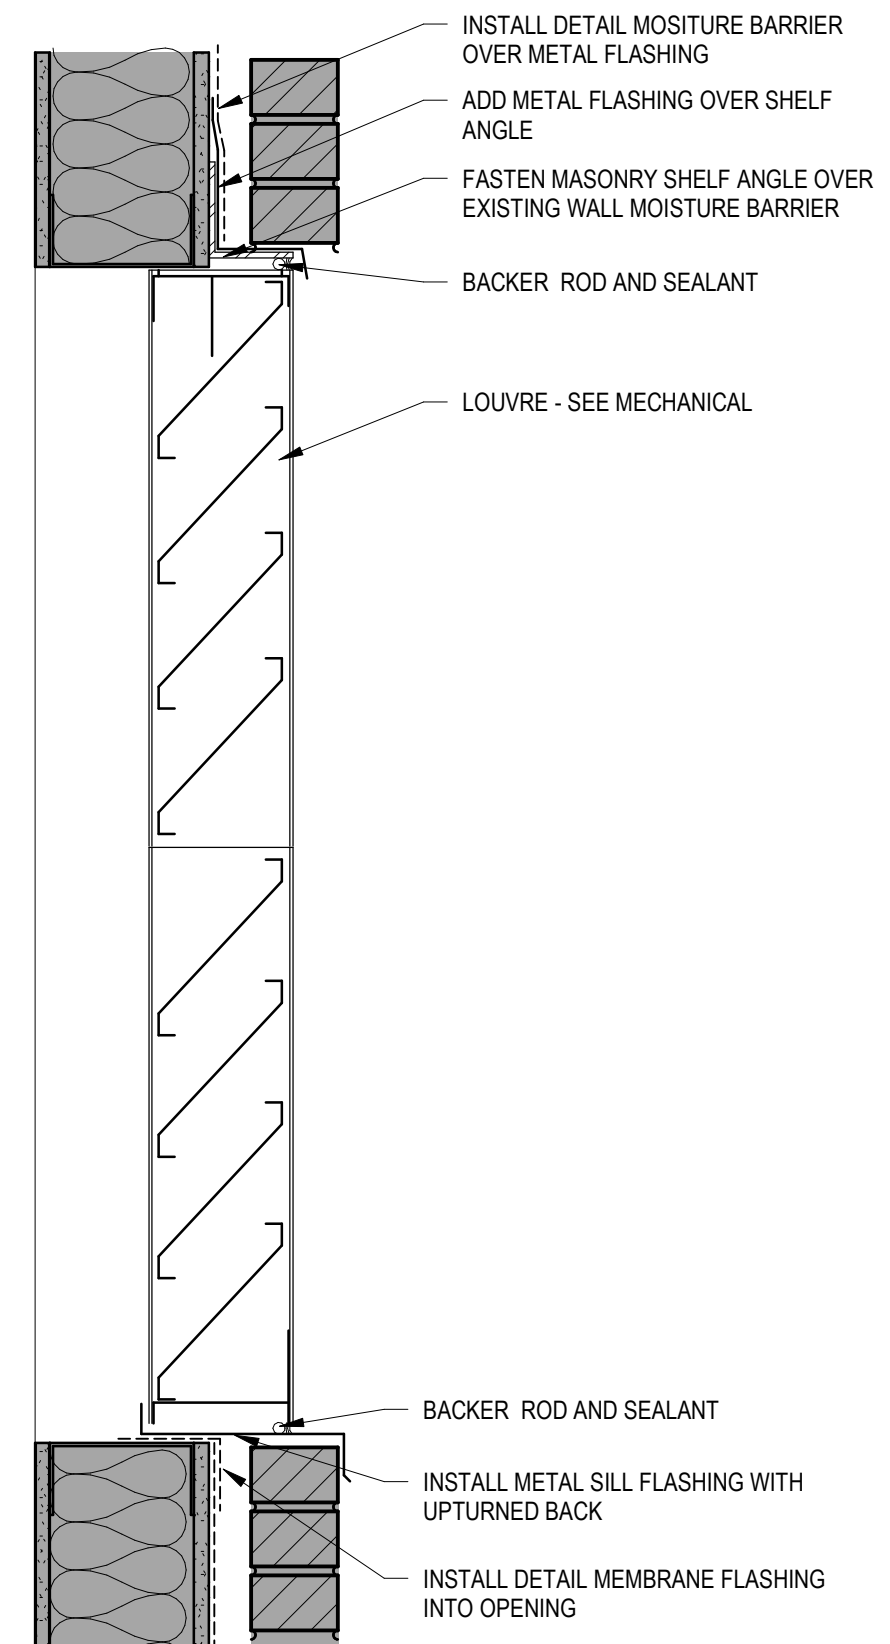 INSTALL DETAIL MOSITURE BARRIER
OVER METAL FLASHING
ADD METAL FLASHING OVER SHELF
ANGLE
FASTEN MASONRY SHELF ANGLE OVER
EXISTING WALL MOISTURE BARRIER
BACKER ROD AND SEALANT
LOUVRE - SEE MECHANICAL
BACKER ROD AND SEALANT
INSTALL METAL SILL FLASHING WITH
UPTURNED BACK
INSTALL DETAIL MEMBRANE FLASHING
INTO OPENING